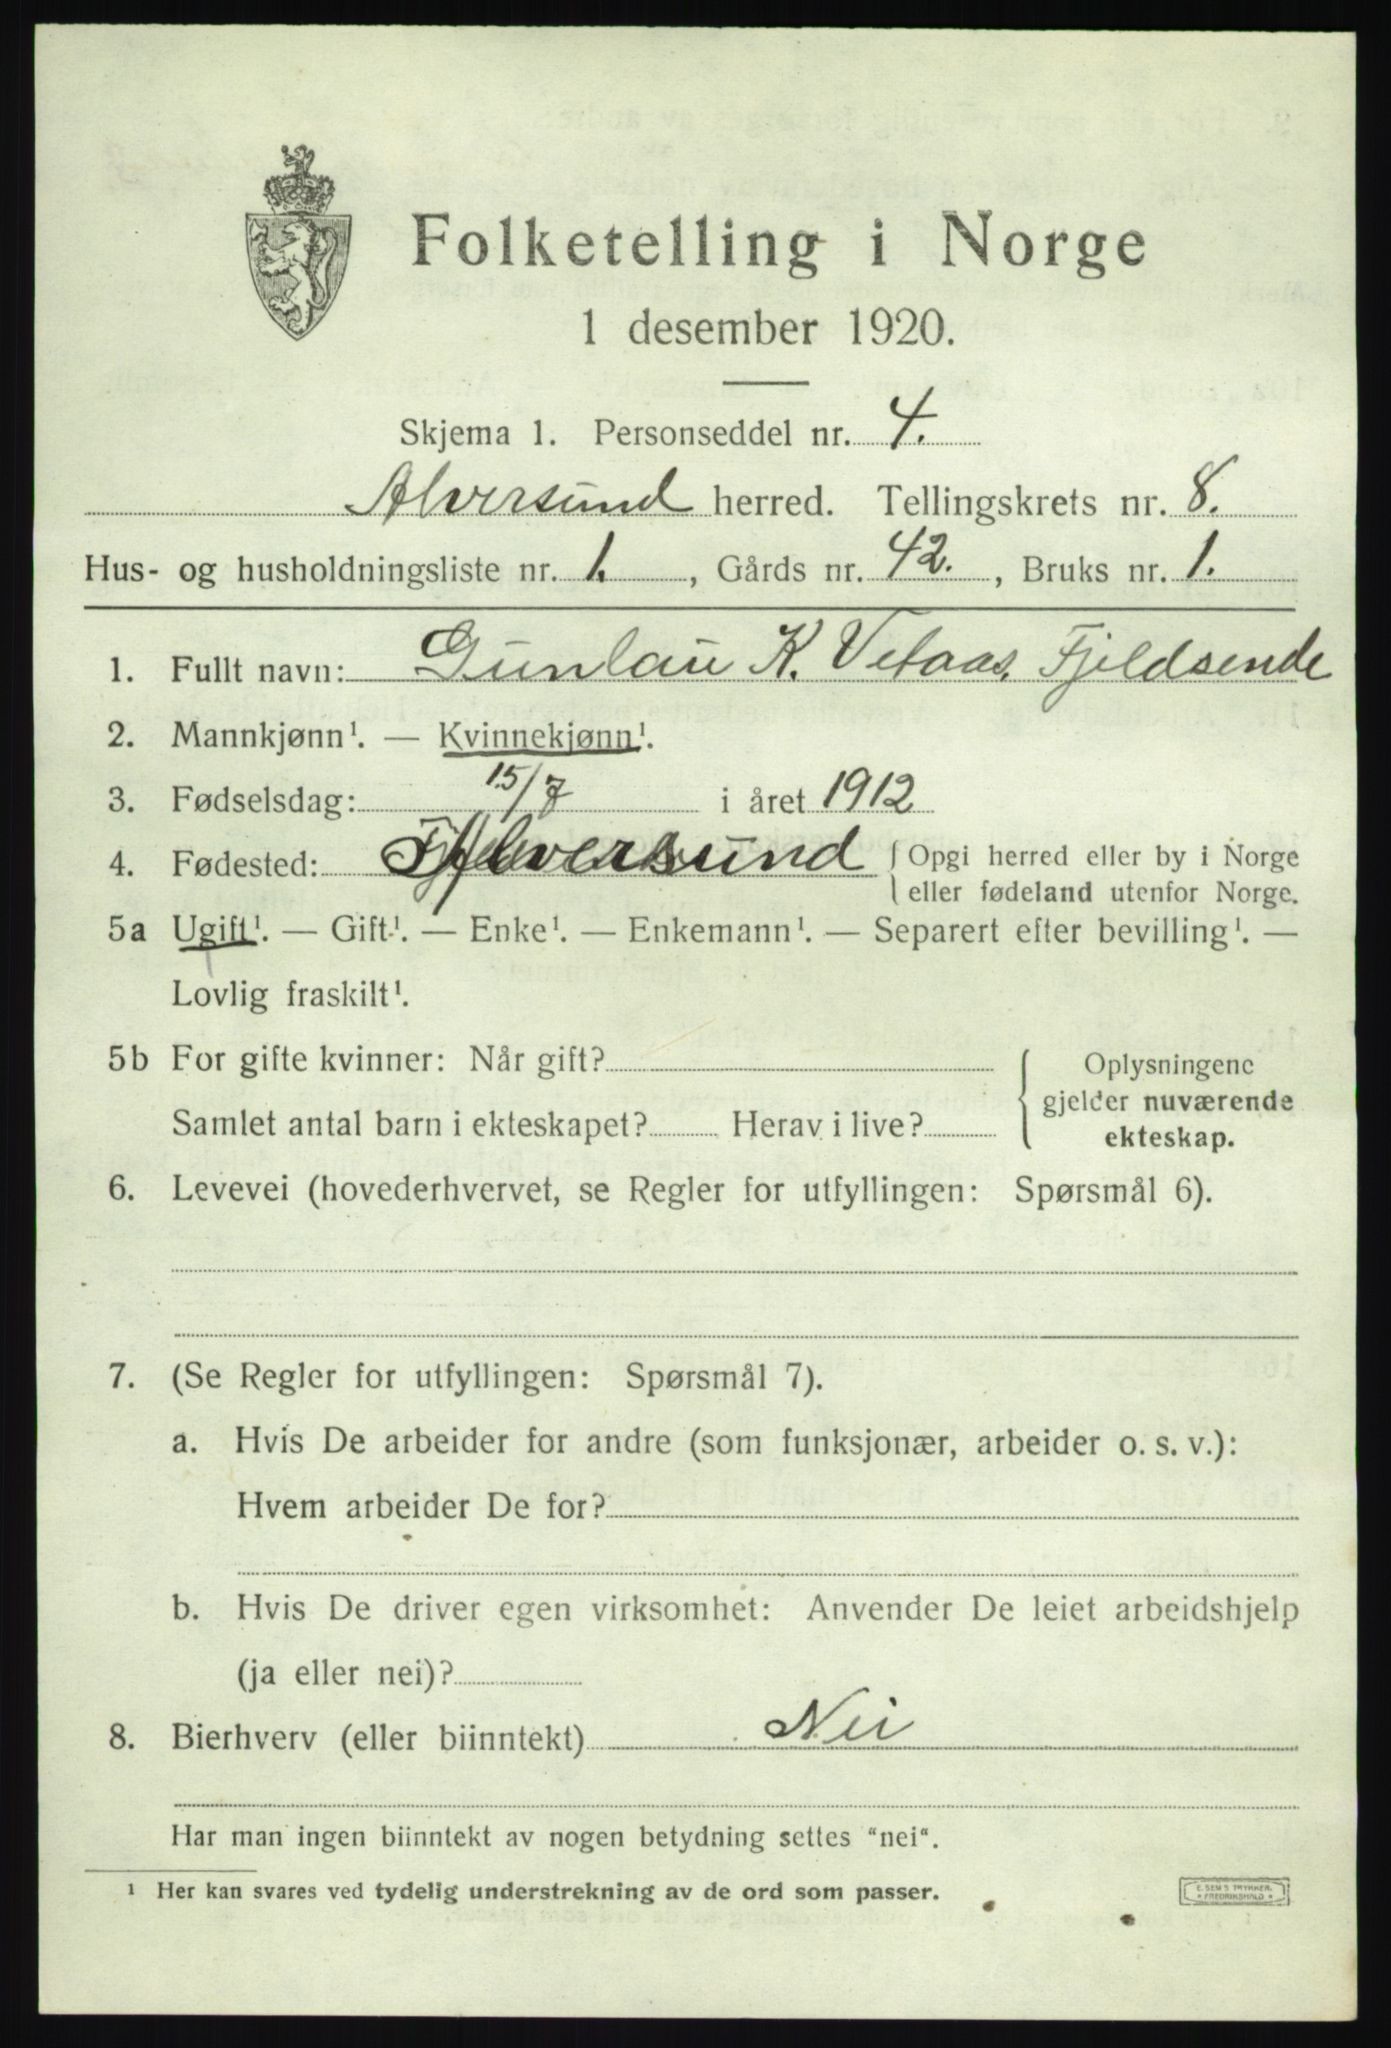 Folketelling i Norge
1 desember 1920.
Skjema 1. Personseddel nr. 4.
Alversund herred. Tellingskrets nr. 8.
Hus- og husholdningsliste nr. 1., Gårds nr. 42., Bruks nr. 1.
1. Fullt navn: Gunlau K. Vetaas. Fjeldsende
2. Mannkjønn¹. — Kvinnekjønn¹.
3. Fødselsdag: 15/7 i året 1912
4. Fødested: Alversund { Opgi herred eller by i Norge
eller fødeland utenfor Norge.
5a Ugift¹. — Gift.¹. — Enke¹. — Enkemann¹. — Separert efter bevilling¹. —
Lovlig fraskilt¹.
5b For gifte kvinner: Når gift? { Oplysningene
gjelder nuværende
Samlet antal barn i ekteskapet? Herav i live? ekteskap.
6. Levevei (hovederhvervet, se Regler for utfyllingen: Spørsmål 6).
7. (Se Regler for utfyllingen: Spørsmål 7).
a. Hvis De arbeider for andre (som funksjonær, arbeider o. s. v.):
Hvem arbeider De for?
b. Hvis De driver egen virksomhet: Anvender De leiet arbeidshjelp
(ja eller nei)?
8. Bierhverv (eller biinntekt) Nei
Har man ingen biinntekt av nogen betydning settes "nei".
¹ Her kan svares ved tydelig understrekning av de ord som passer.
E. SEM'S TRYKKERI
* FREDRIKSHALD *